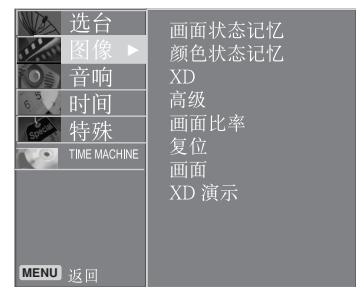 选台
图像
音响
时间
特殊
TIME MACHINE
MENU 返回
画面状态记忆
颜色状态记忆
XD
高级
画面比率
复位
画面
XD 演示